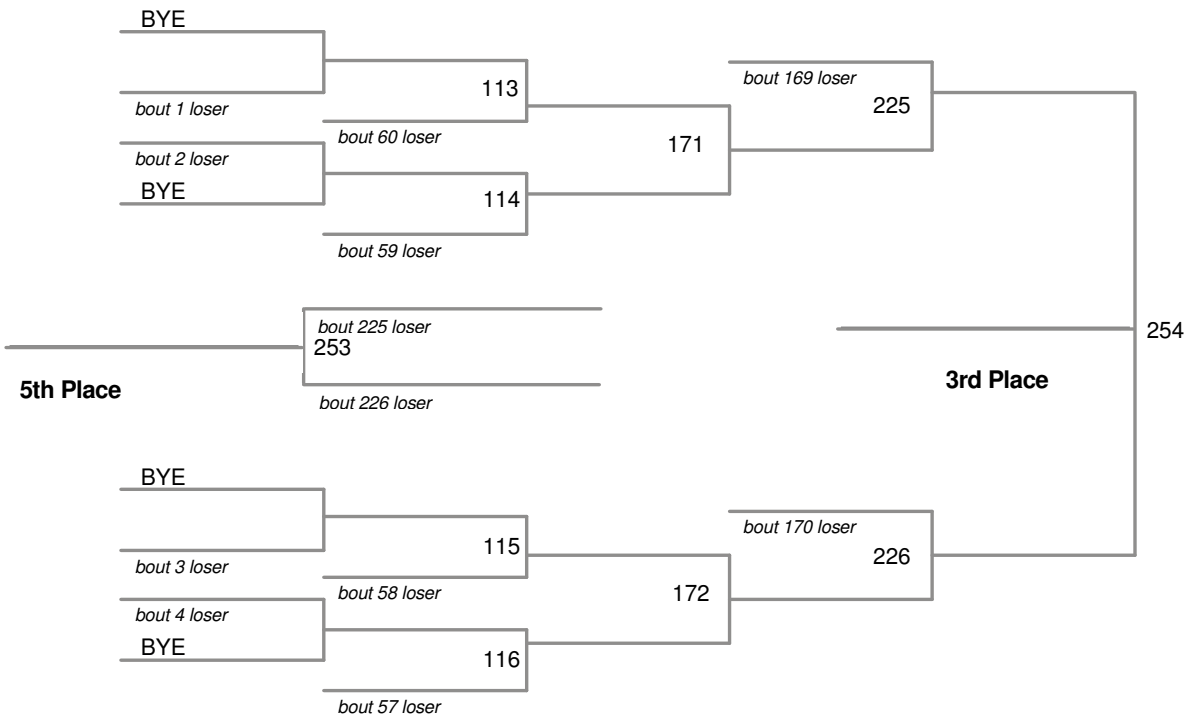 BYE
bout 1 loser
bout 2 loser
BYE
113
bout 60 loser
114
bout 59 loser
171
bout 169 loser
225
bout 225 loser
253
5th Place
bout 226 loser
254
3rd Place
BYE
bout 3 loser
bout 4 loser
BYE
115
bout 58 loser
116
bout 57 loser
172
bout 170 loser
226